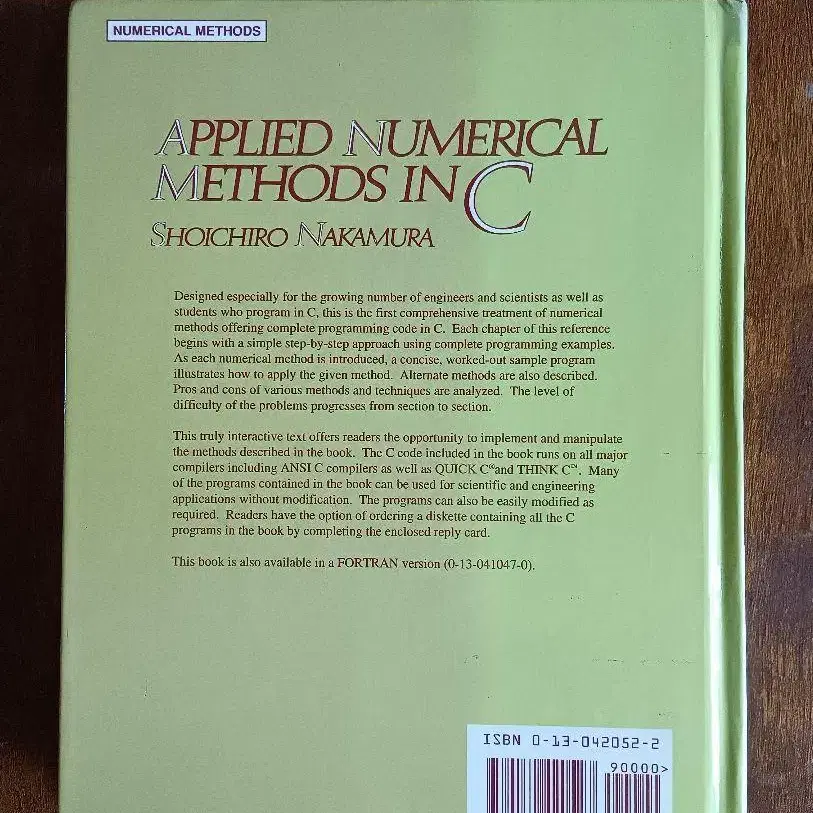 NUMERICAL METHODS
APPLIED NUMERICAL
METHODS IN C
SHOICHIRO NAKAMURA
Designed especially for the growing number of engineers and scientists as well as
students who program in C, this is the first comprehensive treatment of numerical
methods offering complete programming code in C. Each chapter of this reference
begins with a simple step-by-step approach using complete programming examples.
As each numerical method is introduced, a concise, worked-out sample program
illustrates how to apply the given method. Alternate methods are also described.
Pros and cons of various methods and techniques are analyzed. The level of
difficulty of the problems progresses from section to section.
This truly interactive text offers readers the opportunity to implement and manipulate
the methods described in the book. The C code included in the book runs on all major
compilers including ANSI C compilers as well as QUICK C® and THINK C™. Many
of the programs contained in the book can be used for scientific and engineering
applications without modification. The programs can also be easily modified as
required. Readers have the option of ordering a diskette containing all the C
programs in the book by completing the enclosed reply card.
This book is also available in a FORTRAN version (0-13-041047-0).
ISBN 0-13-042052-2
90000>